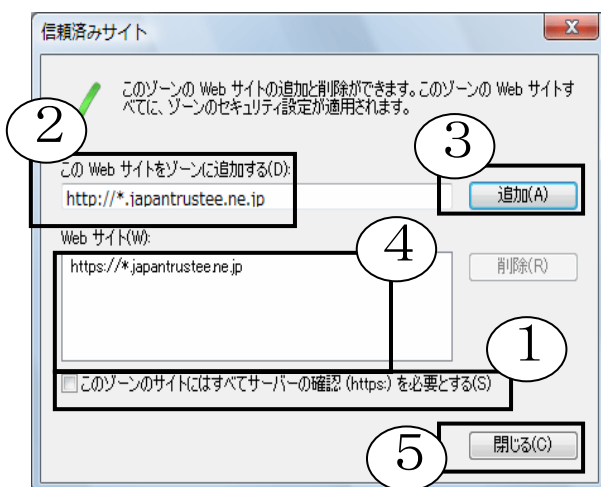 信頼済みサイト
このゾーンの Web サイトの追加と削除ができます。このゾーンの Web サイトす
べてに、ゾーンのセキュリティ設定が適用されます。
②
③
この Web サイトをゾーンに追加する(D):
http://*.japantrustee.ne.jp
追加(A)
Web サイト(W):
④
https://*.japantrustee.ne.jp
削除(R)
①
このゾーンのサイトにはすべてサーバーの確認 (https:) を必要とする(S)
⑤
閉じる(C)